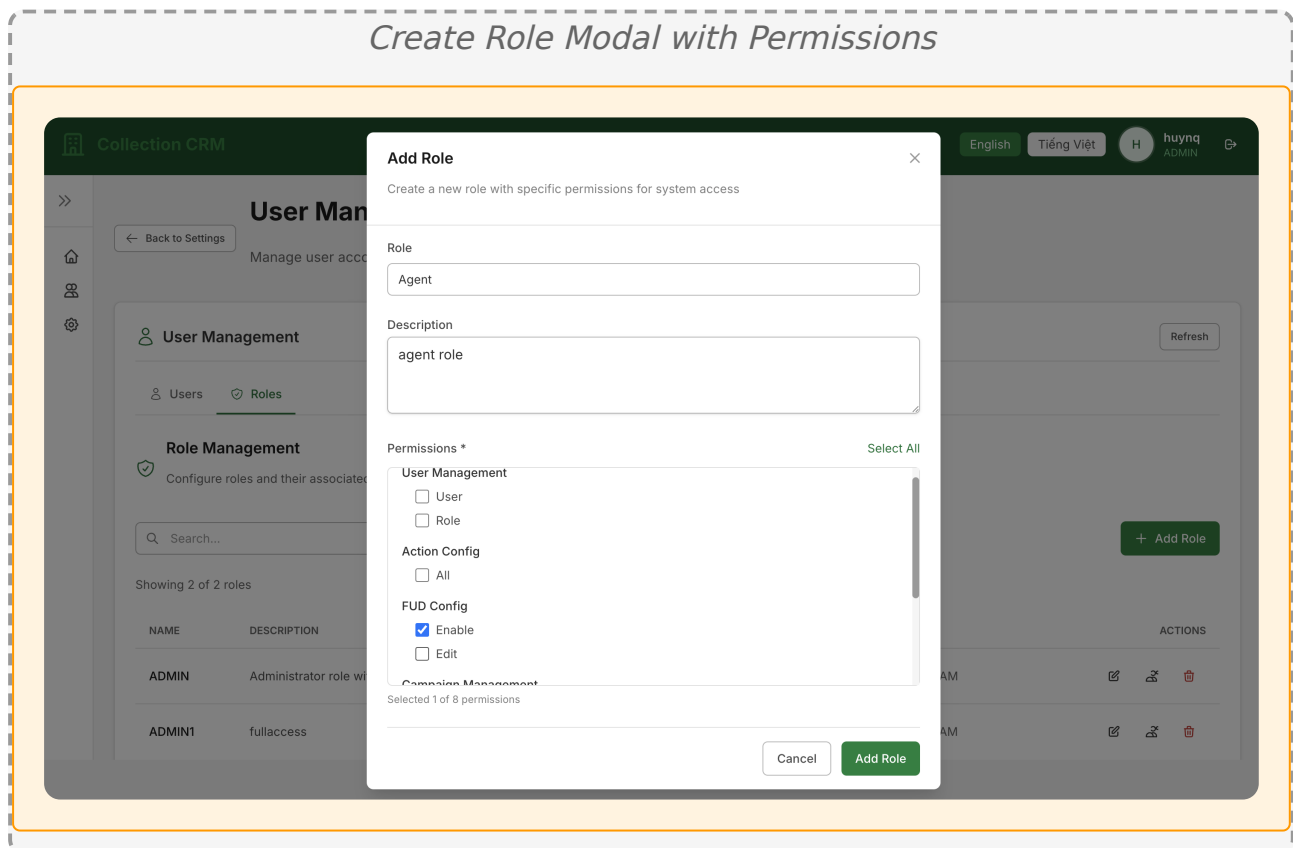 Create Role Modal with Permissions
Collection CRM
English
Tiếng Việt
H
huynq
ADMIN
Back to Settings
User Man
Manage user acco
User Management
Refresh
Users
Roles
Role Management
Configure roles and their associated
Search...
Add Role
Showing 2 of 2 roles
NAME
DESCRIPTION
ACTIONS
ADMIN
Administrator role wi
AM
ADMIN1
fullaccess
AM
Add Role
Create a new role with specific permissions for system access
Role
Agent
Description
agent role
Permissions *
Select All
User Management
User
Role
Action Config
All
FUD Config
Enable
Edit
Campaign Management
Selected 1 of 8 permissions
Cancel
Add Role